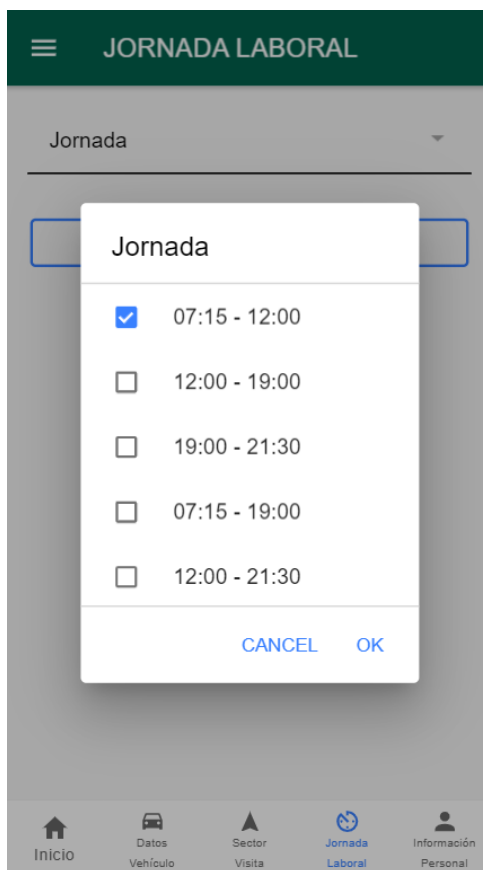 JORNADA LABORAL
Jornada
Jornada
07:15 - 12:00
12:00 - 19:00
19:00 - 21:30
07:15 - 19:00
12:00 - 21:30
CANCEL OK
Inicio
Datos
Vehículo
Sector
Visita
Jornada
Laboral
Información
Personal